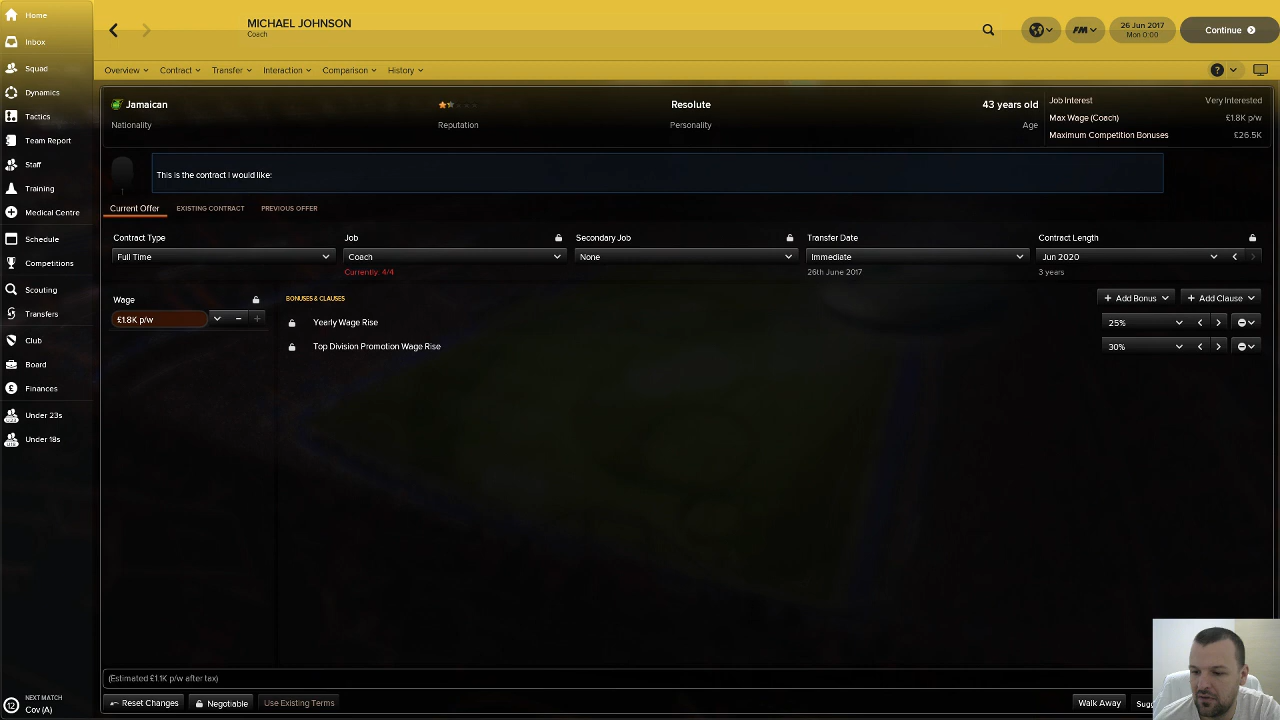 Home
Inbox
Squad
Dynamics
Tactics
Team Report
Staff
Training
Medical Centre
Schedule
Competitions
Scouting
Transfers
Club
Board
Finances
Under 23s
Under 18s
NEXT MATCH
Cov (A)
MICHAEL JOHNSON
Coach
FM
26 Jun 2017
Mon 0:00
Continue
Overview Contract Transfer Interaction Comparison History
Jamaican Resolute 43 years old
Nationality Reputation Personality Age
Job Interest Very Interested
Max Wage (Coach) £1.8K p/w
Maximum Competition Bonuses £26.5K
This is the contract I would like:
Current Offer EXISTING CONTRACT PREVIOUS OFFER
Contract Type Job Secondary Job Transfer Date Contract Length
Full Time Coach None Immediate Jun 2020
Currently: 4/4 26th June 2017 3 years
Wage BONUSES & CLAUSES + Add Bonus + Add Clause
£1.8K p/w
Yearly Wage Rise 25%
Top Division Promotion Wage Rise 30%
(Estimated £1.1K p/w after tax)
Reset Changes Negotiable Use Existing Terms Walk Away